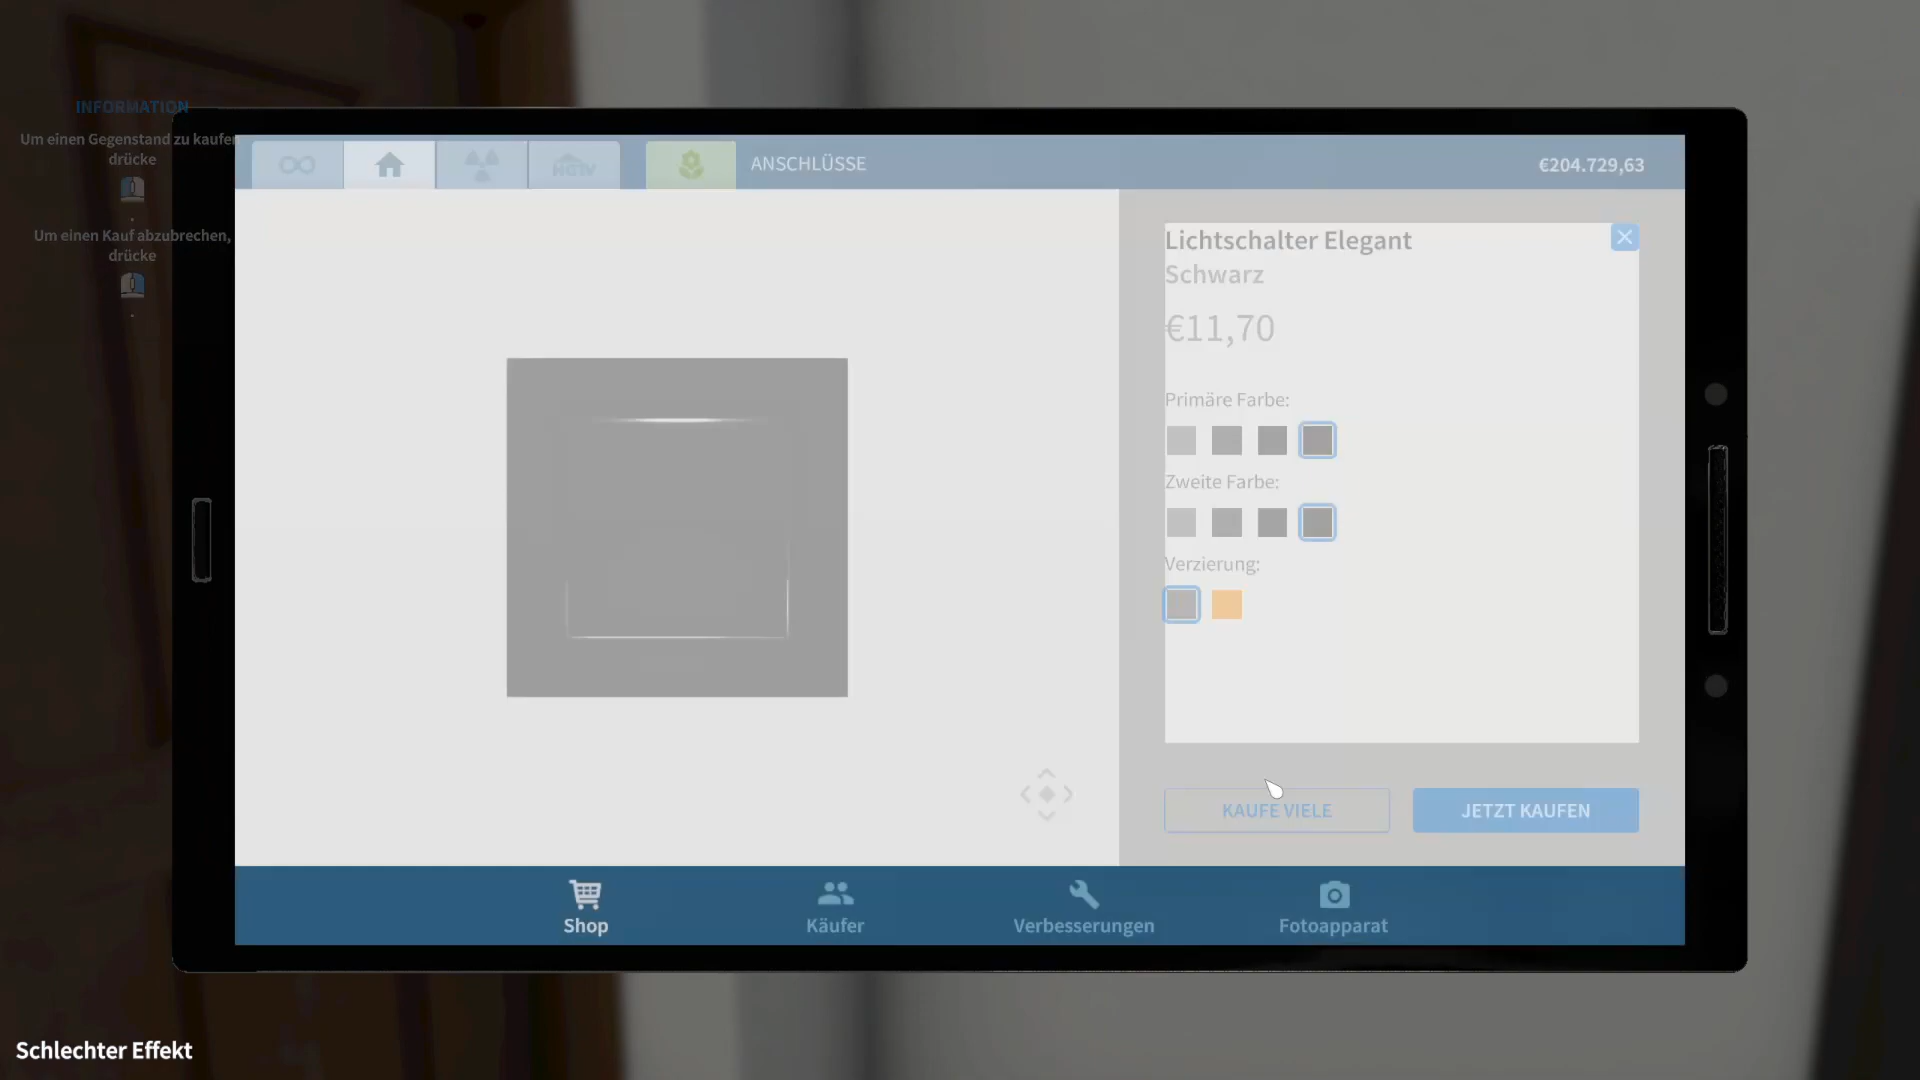 INFORMATION
Um einen Gegenstand zu kaufen,
drücke
.
Um einen Kauf abzubrechen,
drücke
.
HGTV
ANSCHLÜSSE
€204.729,63
Lichtschalter Elegant
Schwarz
€11,70
Primäre Farbe:
Zweite Farbe:
Verzierung:
KAUFE VIELE
JETZT KAUFEN
Shop
Käufer
Verbesserungen
Fotoapparat
Schlechter Effekt